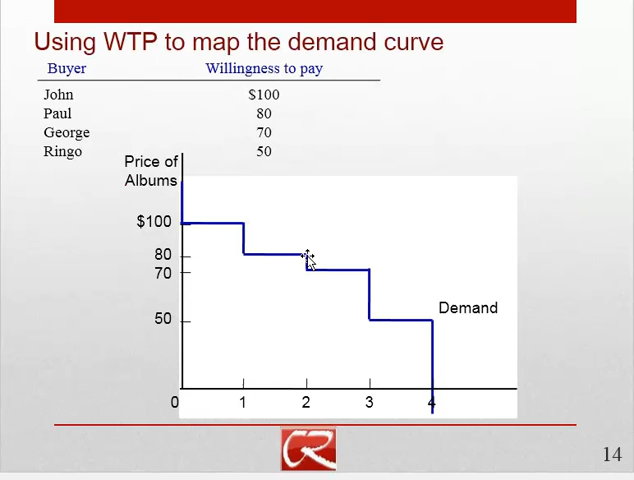 Using WTP to map the demand curve
Buyer Willingness to pay
John $100
Paul 80
George 70
Ringo 50
Price of
Albums
$100
80
70
50
Demand
0 1 2 3 4
14